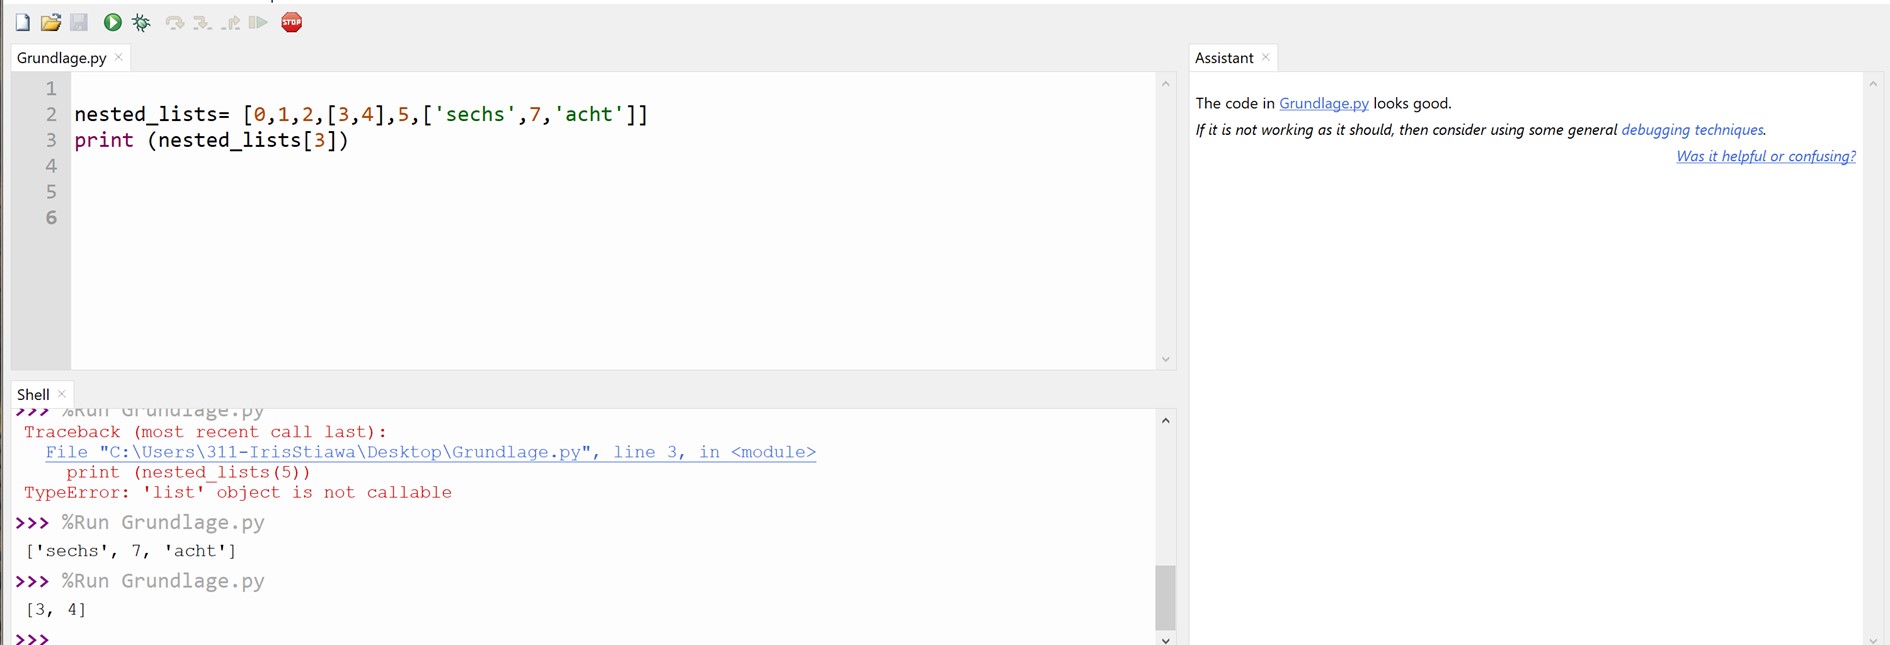 STOP
Grundlage.py ×
1
2 nested_lists= [0,1,2,[3,4],5,['sechs',7,'acht']]
3 print (nested_lists[3])
4
5
6
Assistant ×
The code in Grundlage.py looks good.
If it is not working as it should, then consider using some general debugging techniques.
Was it helpful or confusing?
Shell ×
>>> %Run Grundlage.py
Traceback (most recent call last):
File "C:\Users\311-IrisStiawa\Desktop\Grundlage.py", line 3, in <module>
print (nested_lists(5))
TypeError: 'list' object is not callable
>>> %Run Grundlage.py
['sechs', 7, 'acht']
>>> %Run Grundlage.py
[3, 4]
>>>